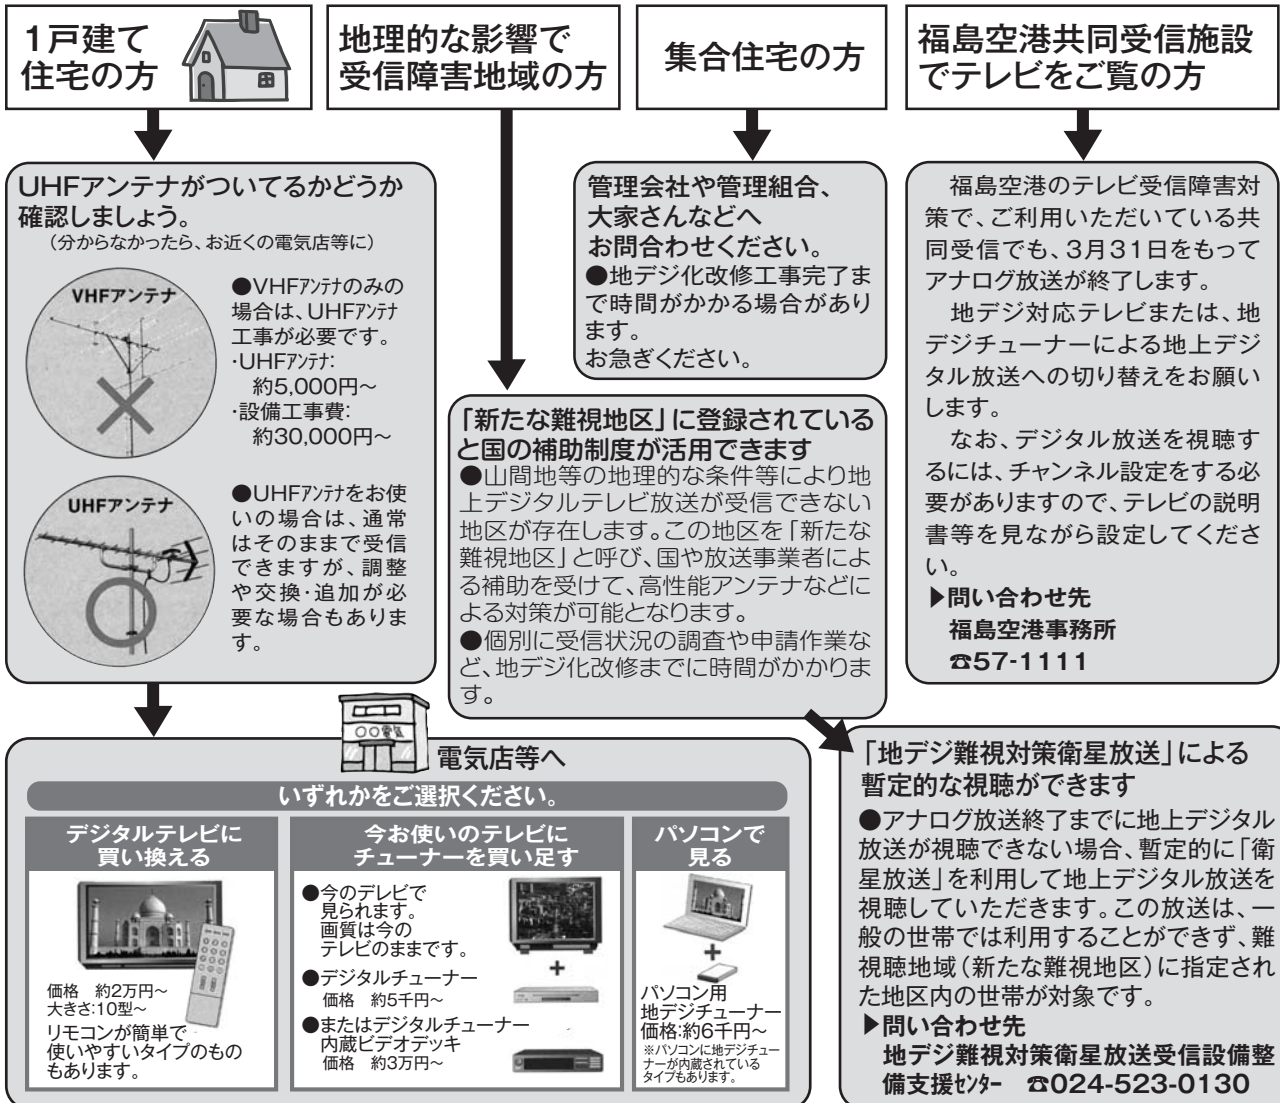 1戸建て
住宅の方
地理的な影響で
受信障害地域の方
集合住宅の方
福島空港共同受信施設
でテレビをご覧の方
UHFアンテナがついてるかどうか
確認しましょう。
（分からなかったら、お近くの電気店等に）
VHFアンテナ
●VHFアンテナのみの
場合は、UHFアンテナ
工事が必要です。
・UHFアンテナ:
約5,000円〜
・設備工事費:
約30,000円〜
UHFアンテナ
●UHFアンテナをお使
いの場合は、通常
はそのままで受信
できますが、調整
や交換・追加が必
要な場合もありま
す。
管理会社や管理組合、
大家さんなどへ
お問合わせください。
●地デジ化改修工事完了ま
で時間がかかる場合があり
ます。
お急ぎください。
「新たな難視地区」に登録されている
と国の補助制度が活用できます
●山間地等の地理的な条件等により地
上デジタルテレビ放送が受信できない
地区が存在します。この地区を「新たな
難視地区」と呼び、国や放送事業者によ
る補助を受けて、高性能アンテナなどに
よる対策が可能となります。
●個別に受信状況の調査や申請作業な
ど、地デジ化改修までに時間がかかりま
す。
福島空港のテレビ受信障害対
策で、ご利用いただいている共
同受信でも、3月31日をもって
アナログ放送が終了します。
地デジ対応テレビまたは、地
デジチューナーによる地上デジ
タル放送への切り替えをお願い
します。
なお、デジタル放送を視聴す
るには、チャンネル設定をする必
要がありますので、テレビの説明
書等を見ながら設定してくださ
い。
▶問い合わせ先
福島空港事務所
☎57-1111
○○電気
電気店等へ
いずれかをご選択ください。
デジタルテレビに
買い換える
価格 約2万円〜
大きさ:10型〜
リモコンが簡単で
使いやすいタイプのもの
もあります。
今お使いのテレビに
チューナーを買い足す
●今のデレビで
見られます。
画質は今の
テレビのままです。
●デジタルチューナー
価格 約5千円〜
●またはデジタルチューナー
内蔵ビデオデッキ
価格 約3万円〜
+
パソコンで
見る
+
パソコン用
地デジチューナー
価格:約6千円〜
※パソコンに地デジチュー
ナーが内蔵されている
タイプもあります。
「地デジ難視対策衛星放送」による
暫定的な視聴ができます
●アナログ放送終了までに地上デジタル
放送が視聴できない場合、暫定的に「衛
星放送」を利用して地上デジタル放送を
視聴していただきます。この放送は、一
般の世帯では利用することができず、難
視聴地域（新たな難視地区）に指定され
た地区内の世帯が対象です。
▶問い合わせ先
地デジ難視対策衛星放送受信設備整
備支援センター ☎024-523-0130